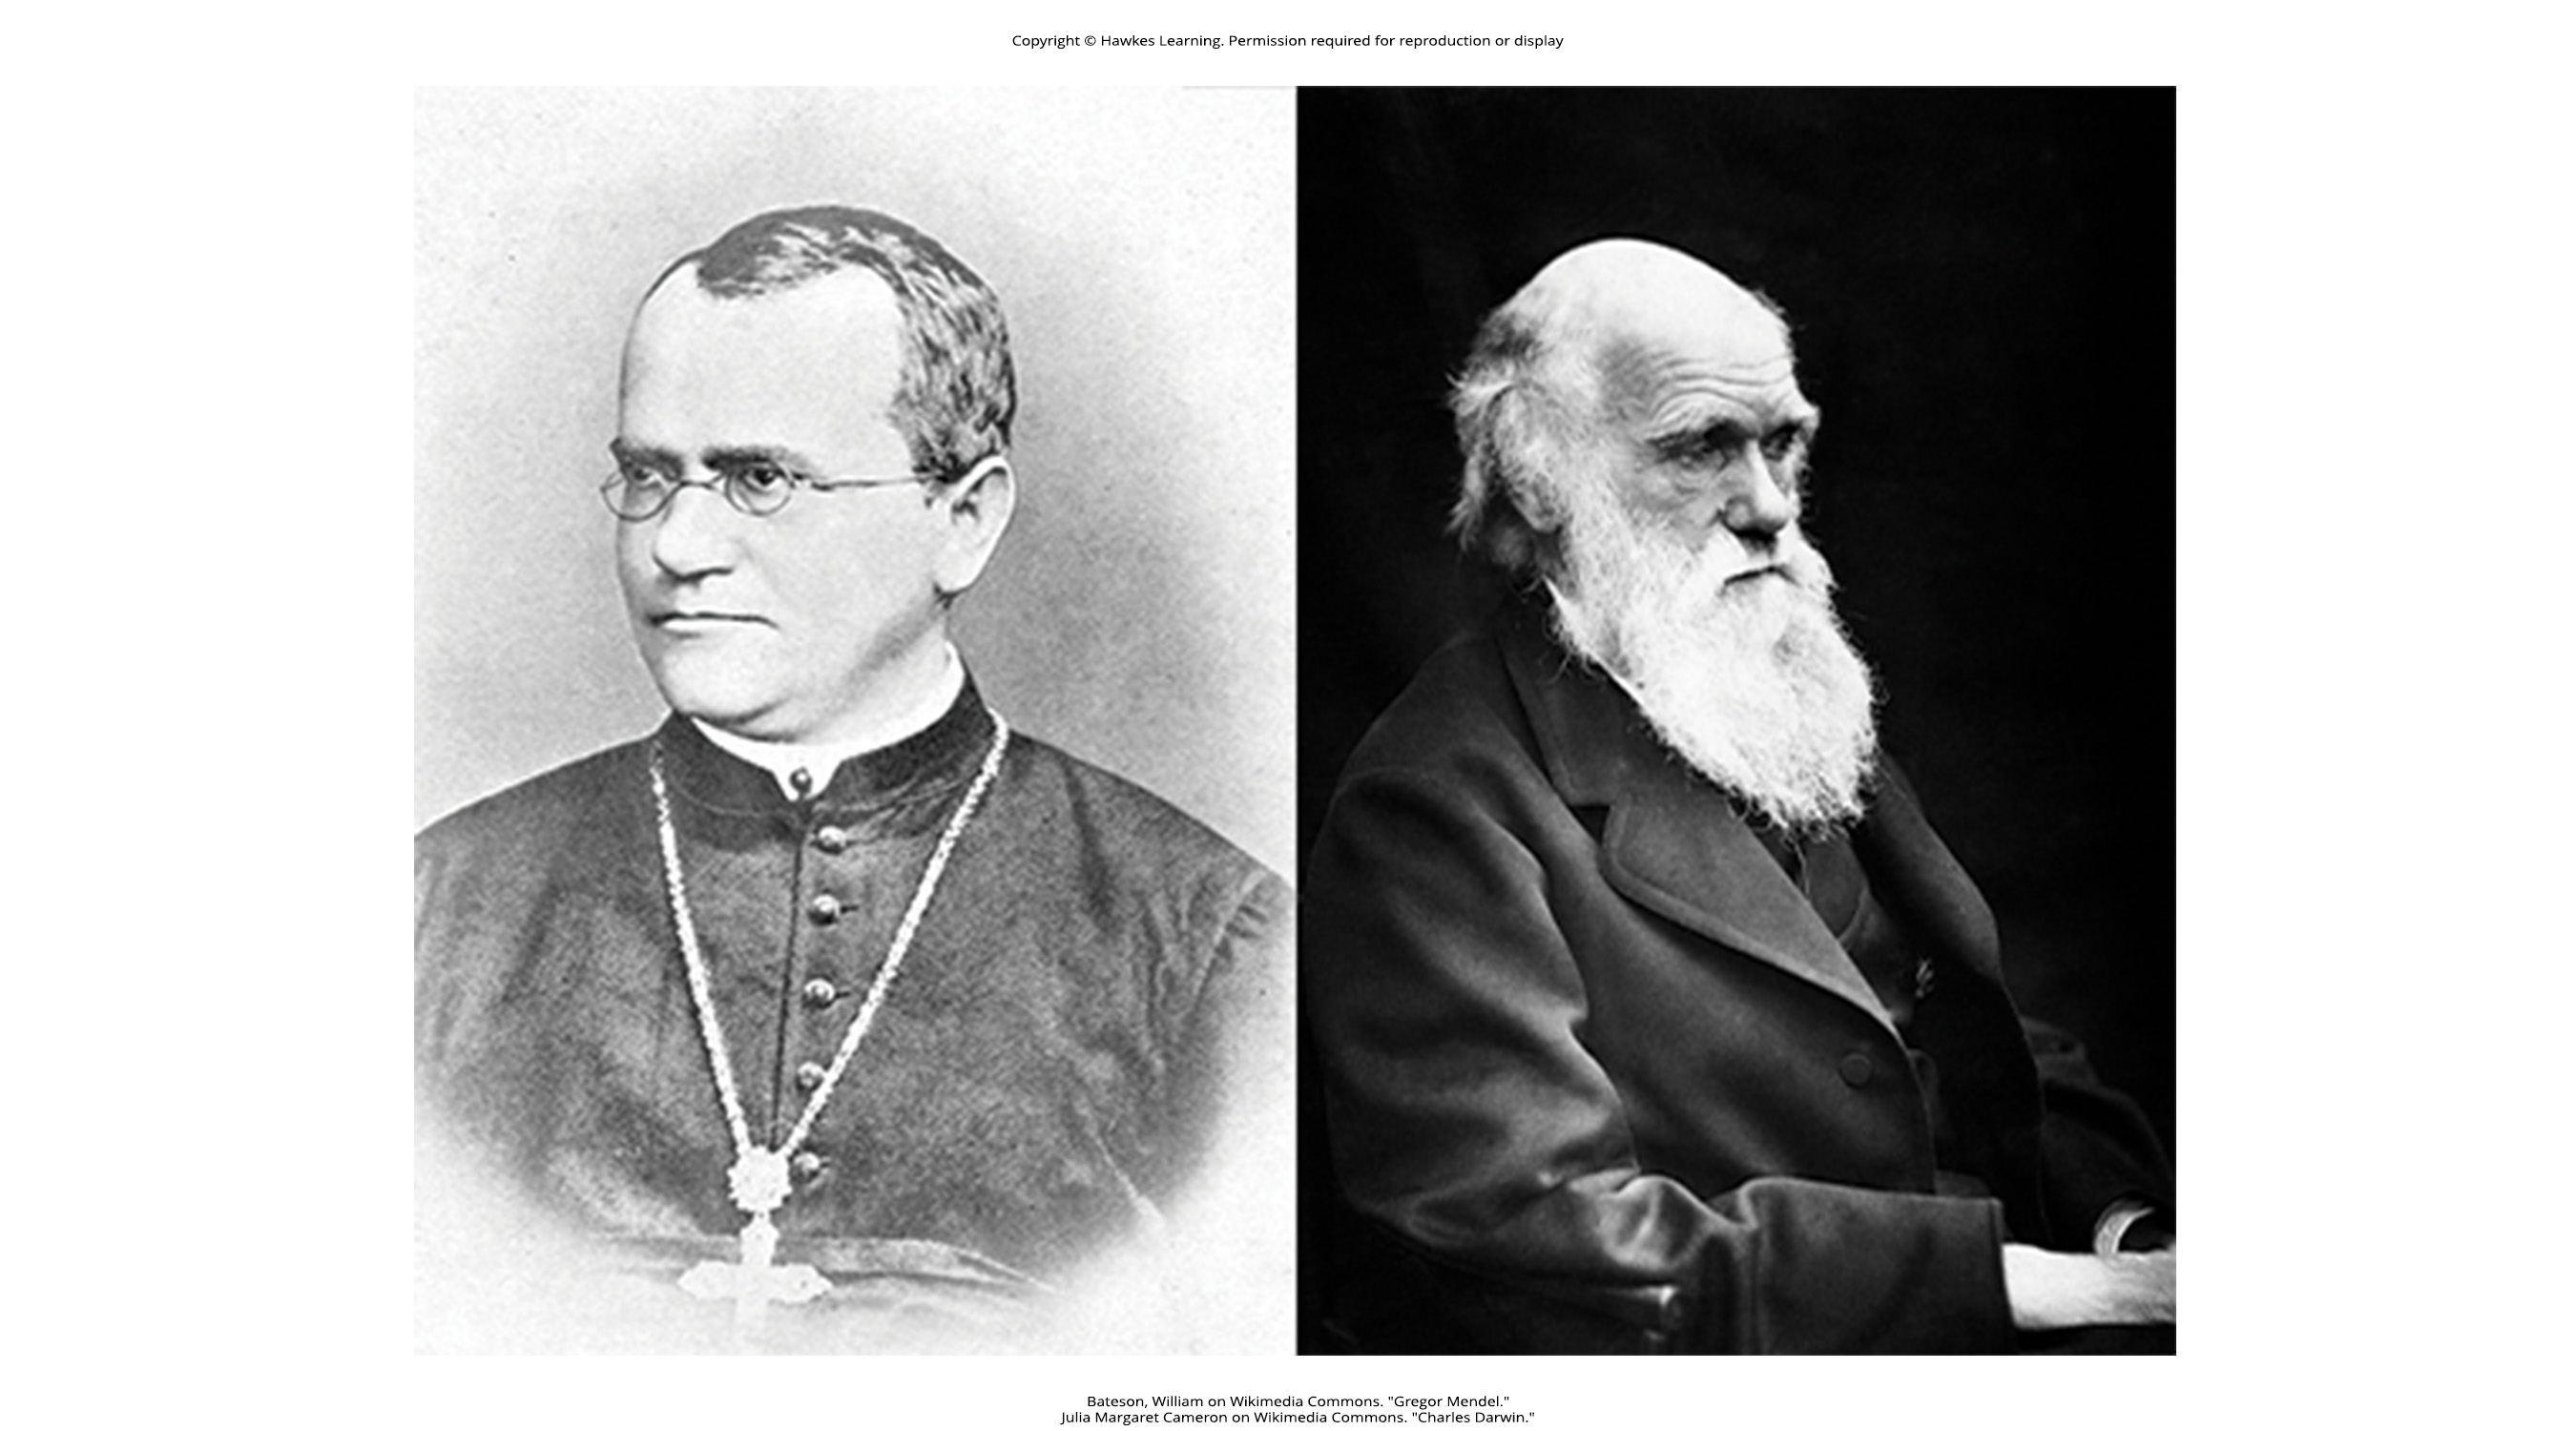 Copyright © Hawkes Learning. Permission required for reproduction or display
Bateson, William on Wikimedia Commons. "Gregor Mendel."
Julia Margaret Cameron on Wikimedia Commons. "Charles Darwin."